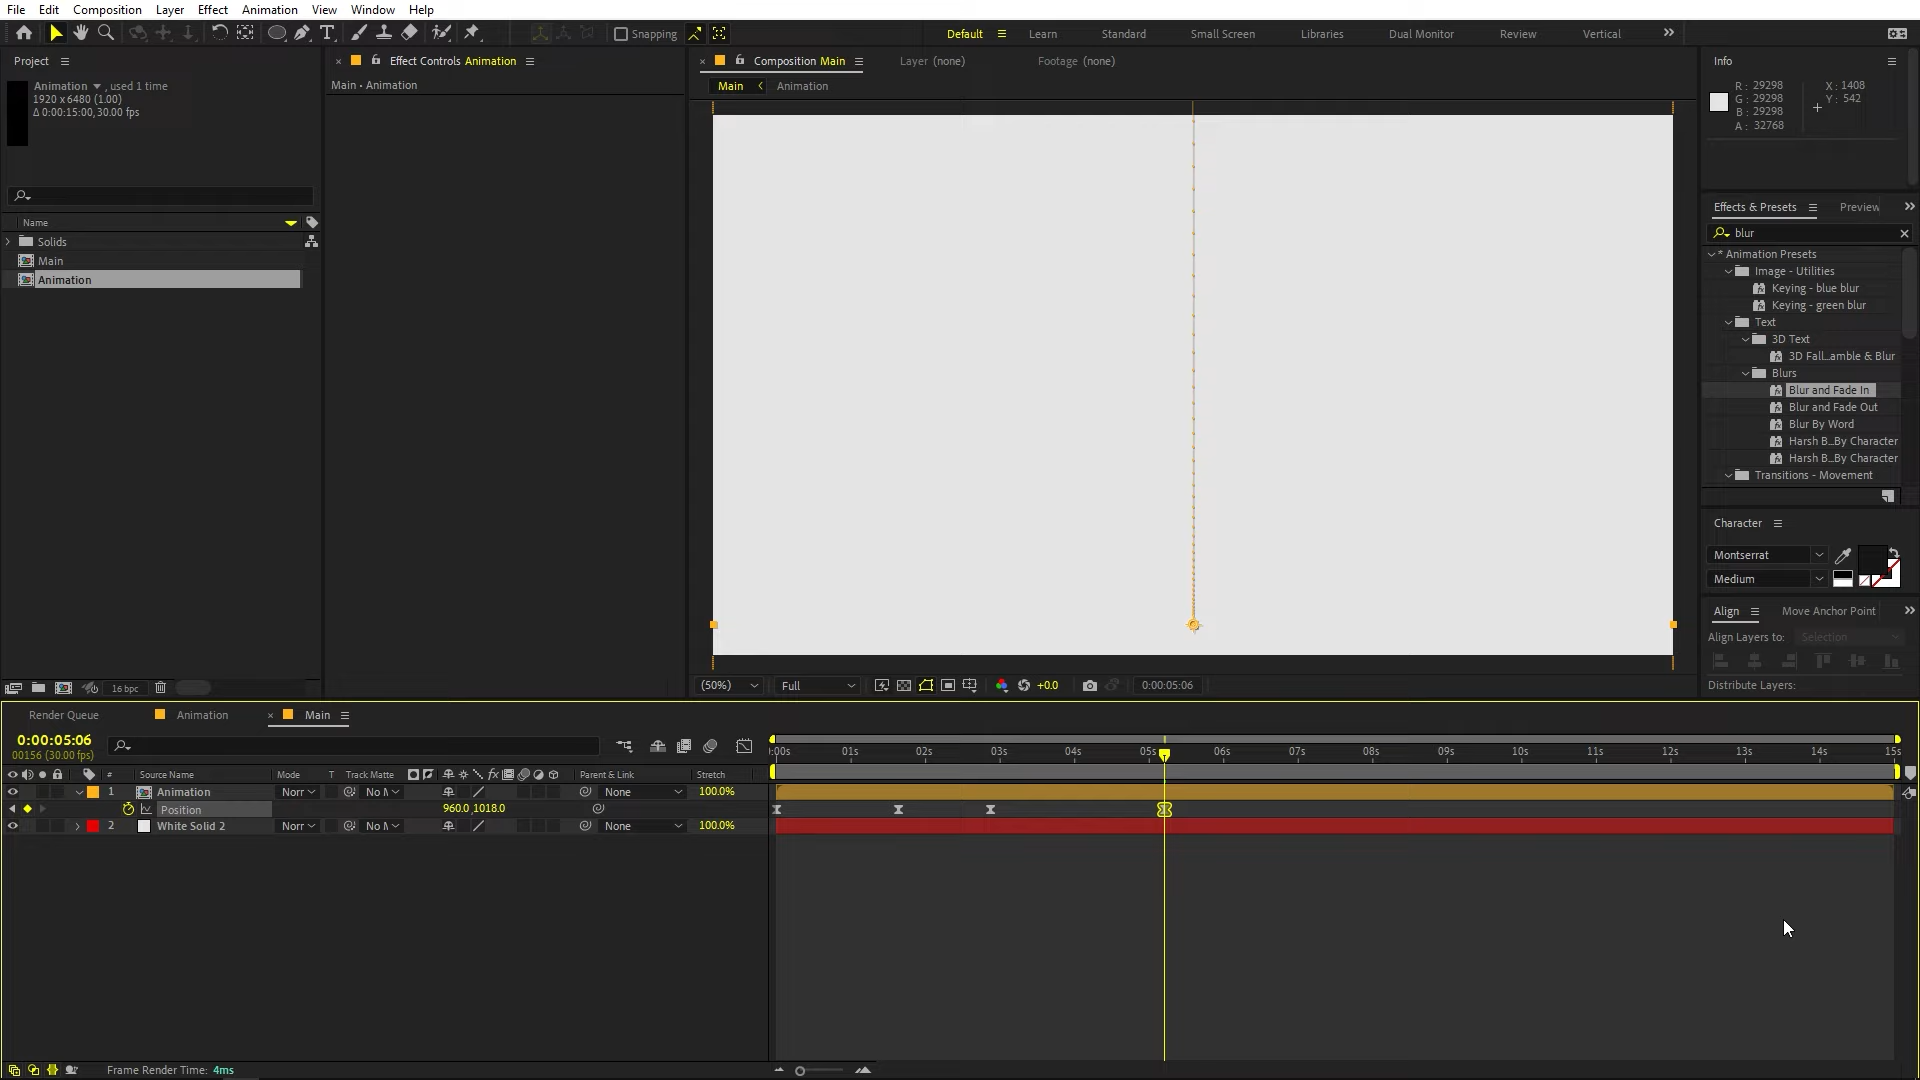 File Edit Composition Layer Effect Animation View Window Help
Snapping
Default Learn Standard Small Screen Libraries Dual Monitor Review Vertical
Project
Animation , used 1 time
1920 x 6480 (1.00)
Δ 0:00:15:00, 30.00 fps
Name
Solids
Main
Animation
16 bpc
Effect Controls Animation
Main • Animation
Composition Main
Layer (none)
Footage (none)
Main Animation
(50%) Full +0.0 0:00:05:06
Info
R : 29298
G : 29298
B : 29298
A : 32768
X : 1408
Y : 542
Effects & Presets Preview
blur
* Animation Presets
Image - Utilities
Keying - blue blur
Keying - green blur
Text
3D Text
3D Fall...amble & Blur
Blurs
Blur and Fade In
Blur and Fade Out
Blur By Word
Harsh B...By Character
Harsh B...By Character
Transitions - Movement
Character
Montserrat
Medium
Align Move Anchor Point
Align Layers to: Selection
Distribute Layers:
Render Queue Animation Main
0:00:05:06
00156 (30.00 fps)
# Source Name Mode T Track Matte fx Parent & Link Stretch
1 Animation Norr No M None 100.0%
Position 960.0,1018.0
2 White Solid 2 Norr No M None 100.0%
:00s 01s 02s 03s 04s 05s 06s 07s 08s 09s 10s 11s 12s 13s 14s 15s
Frame Render Time: 4ms